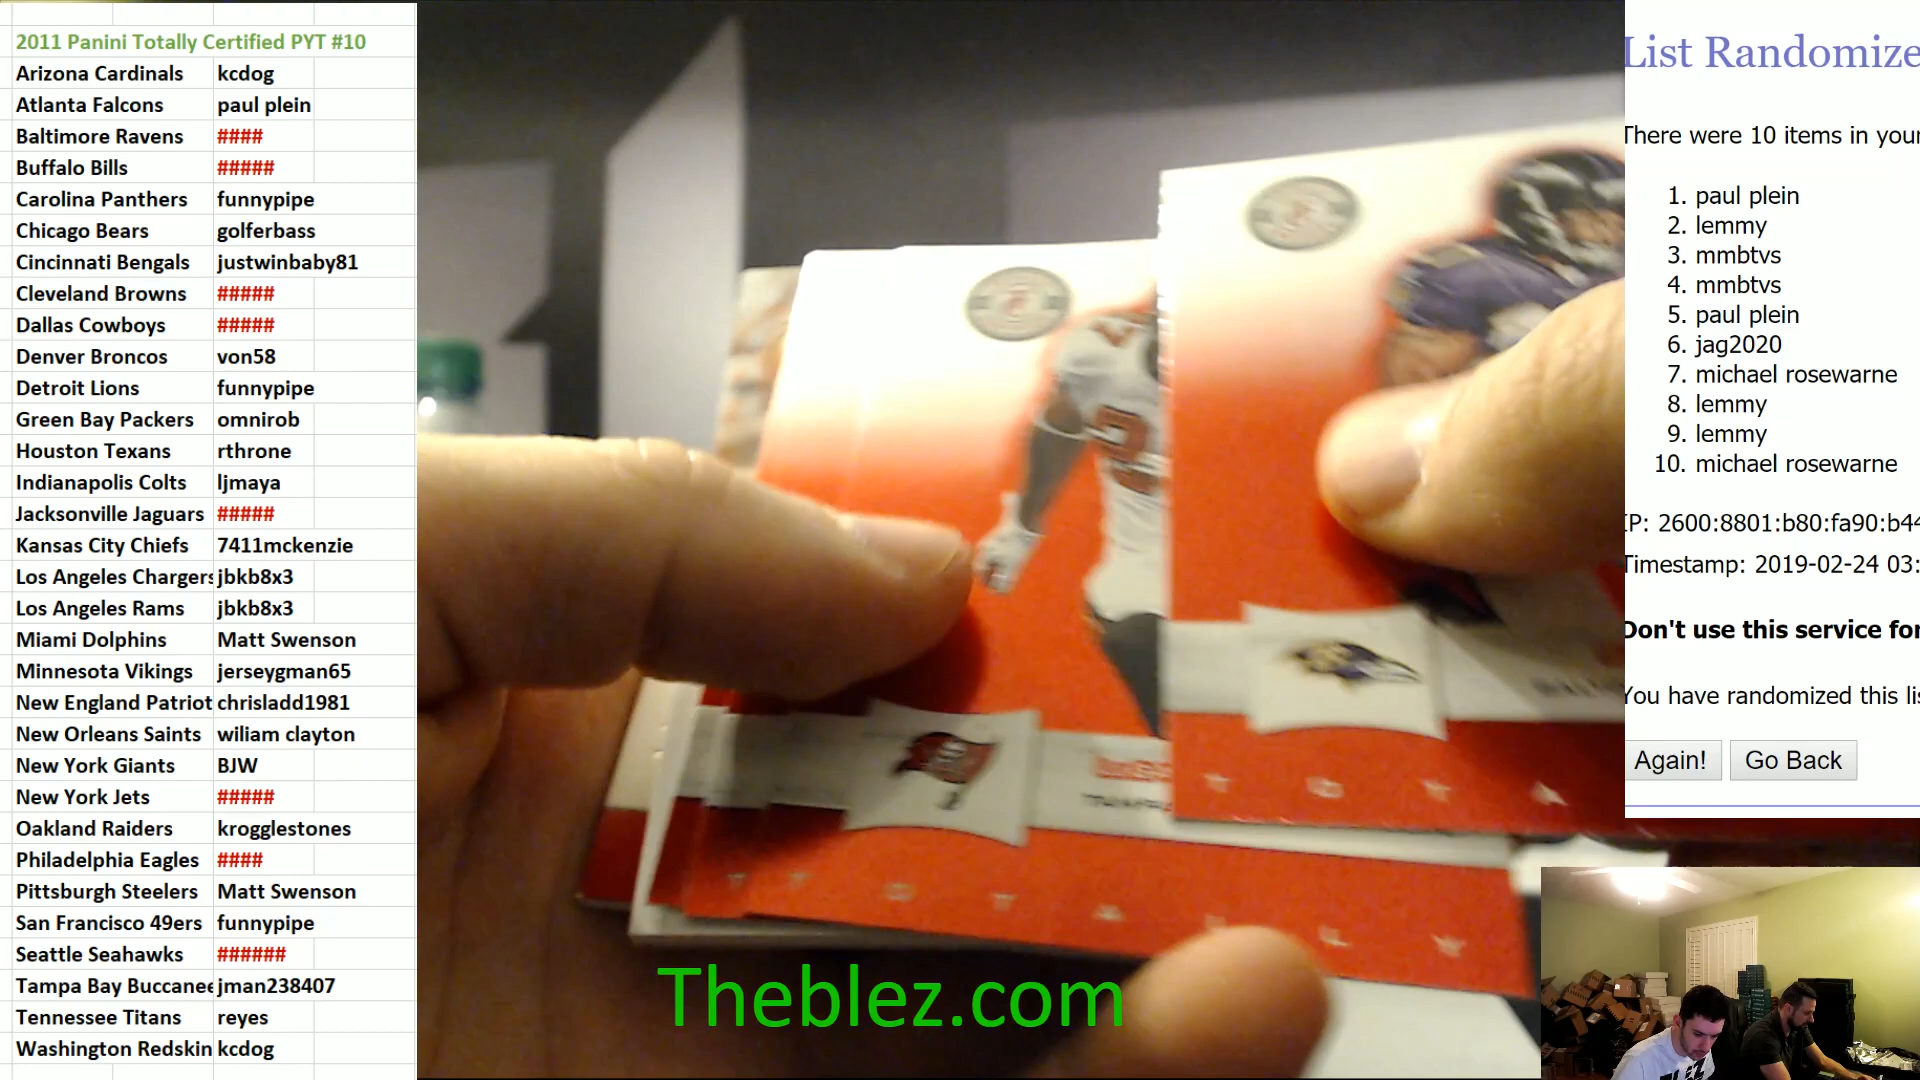 2011 Panini Totally Certified PYT #10
Arizona Cardinals kcdog
Atlanta Falcons paul plein
Baltimore Ravens ####
Buffalo Bills #####
Carolina Panthers funnypipe
Chicago Bears golferbass
Cincinnati Bengals justwinbaby81
Cleveland Browns #####
Dallas Cowboys #####
Denver Broncos von58
Detroit Lions funnypipe
Green Bay Packers omnirob
Houston Texans rthrone
Indianapolis Colts ljmaya
Jacksonville Jaguars #####
Kansas City Chiefs 7411mckenzie
Los Angeles Chargers jbkb8x3
Los Angeles Rams jbkb8x3
Miami Dolphins Matt Swenson
Minnesota Vikings jerseygman65
New England Patriot chrisladd1981
New Orleans Saints wiliam clayton
New York Giants BJW
New York Jets #####
Oakland Raiders krogglestones
Philadelphia Eagles ####
Pittsburgh Steelers Matt Swenson
San Francisco 49ers funnypipe
Seattle Seahawks ######
Tampa Bay Buccanee jman238407
Tennessee Titans reyes
Washington Redskin kcdog
Theblez.com
List Randomize
There were 10 items in your
1. paul plein
2. lemmy
3. mmbtvs
4. mmbtvs
5. paul plein
6. jag2020
7. michael rosewarne
8. lemmy
9. lemmy
10. michael rosewarne
IP: 2600:8801:b80:fa90:b44
Timestamp: 2019-02-24 03:
Don't use this service for
You have randomized this lis
Again! Go Back